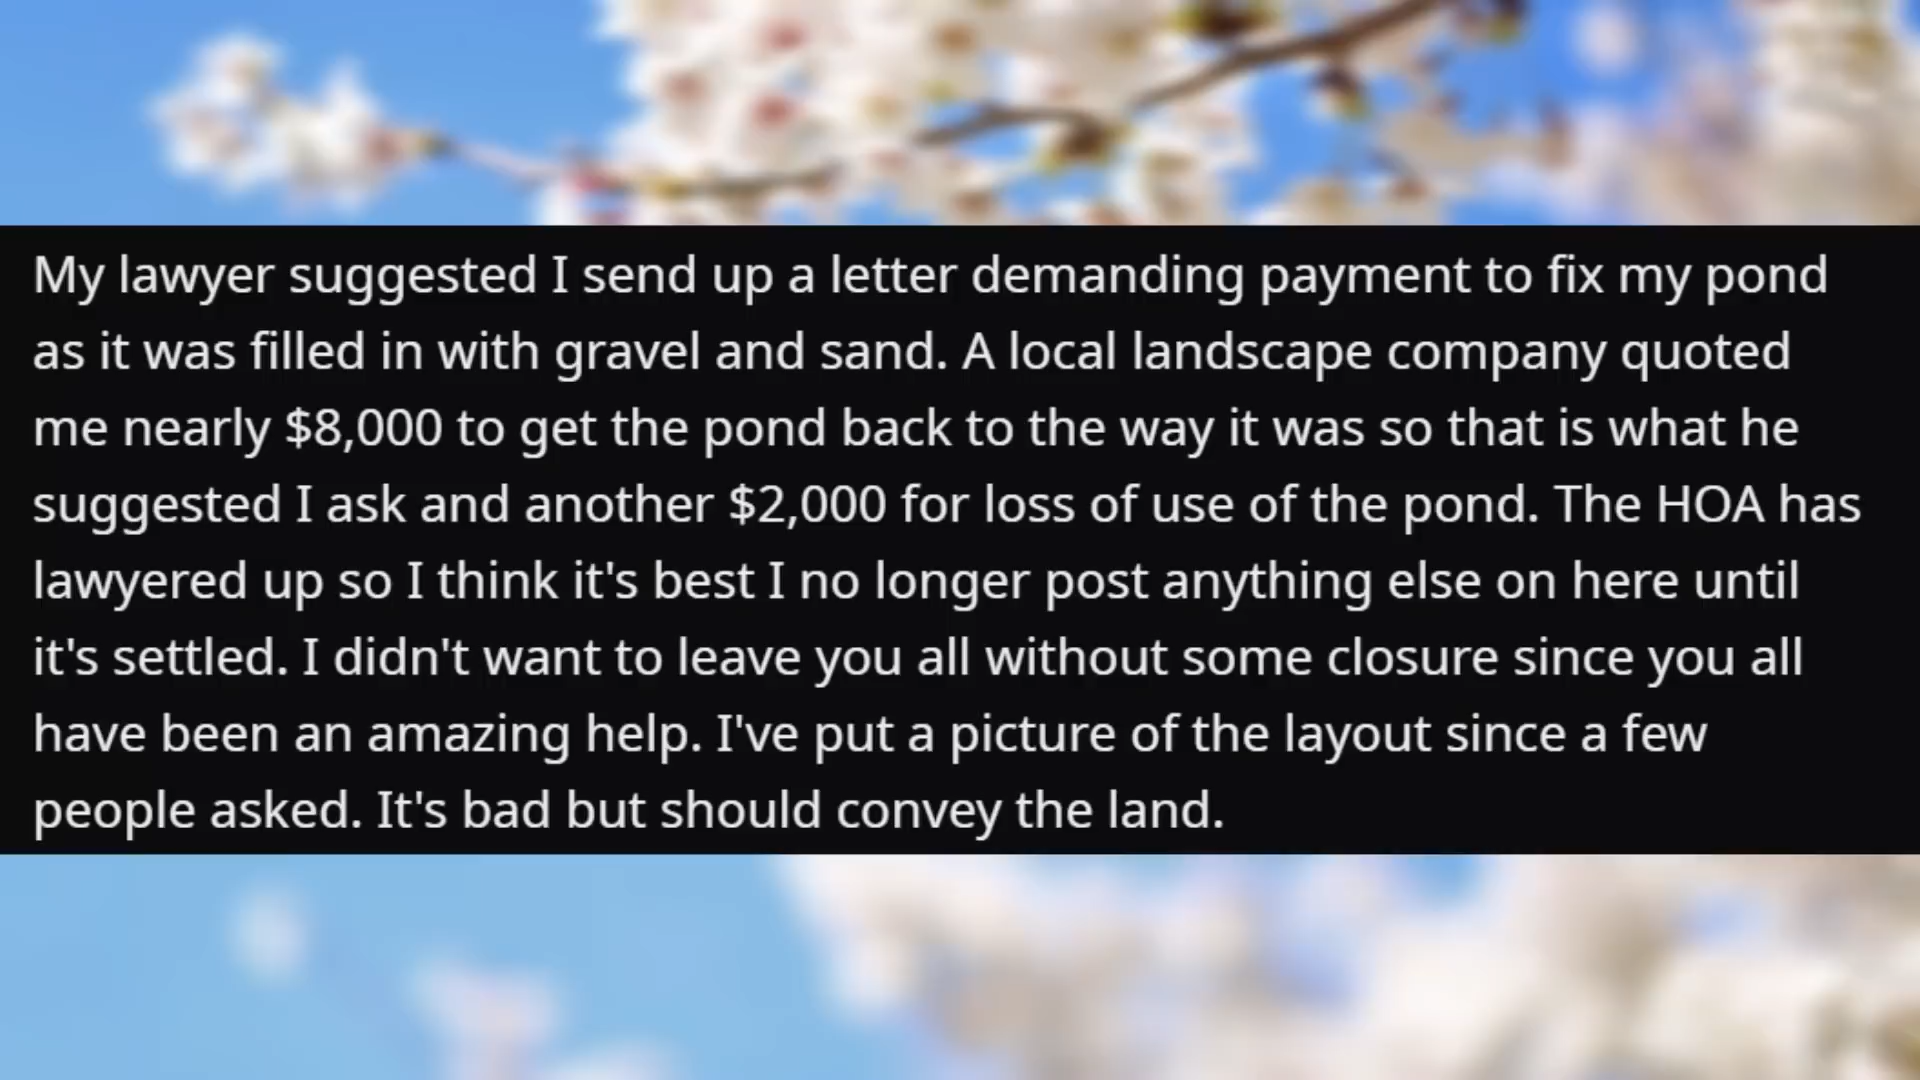 My lawyer suggested I send up a letter demanding payment to fix my pond
as it was filled in with gravel and sand. A local landscape company quoted
me nearly $8,000 to get the pond back to the way it was so that is what he
suggested I ask and another $2,000 for loss of use of the pond. The HOA has
lawyered up so I think it's best I no longer post anything else on here until
it's settled. I didn't want to leave you all without some closure since you all
have been an amazing help. I've put a picture of the layout since a few
people asked. It's bad but should convey the land.